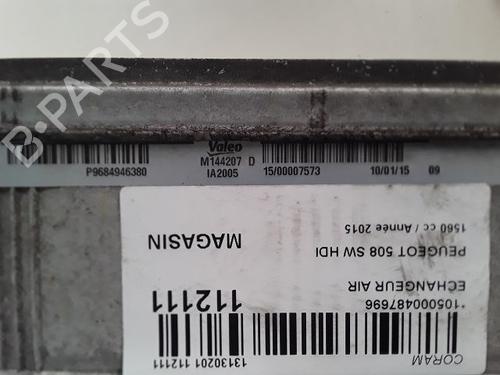 B-PARTS
Valeo
P9684946380
M144207 D
IA2005
15/00007573
10/01/15
09
CORAM
13130201 112111
*105000487696
ECHANGEUR AIR
112111
PEUGEOT 508 SW HDI
1560 cc / Année 2015
MAGASIN